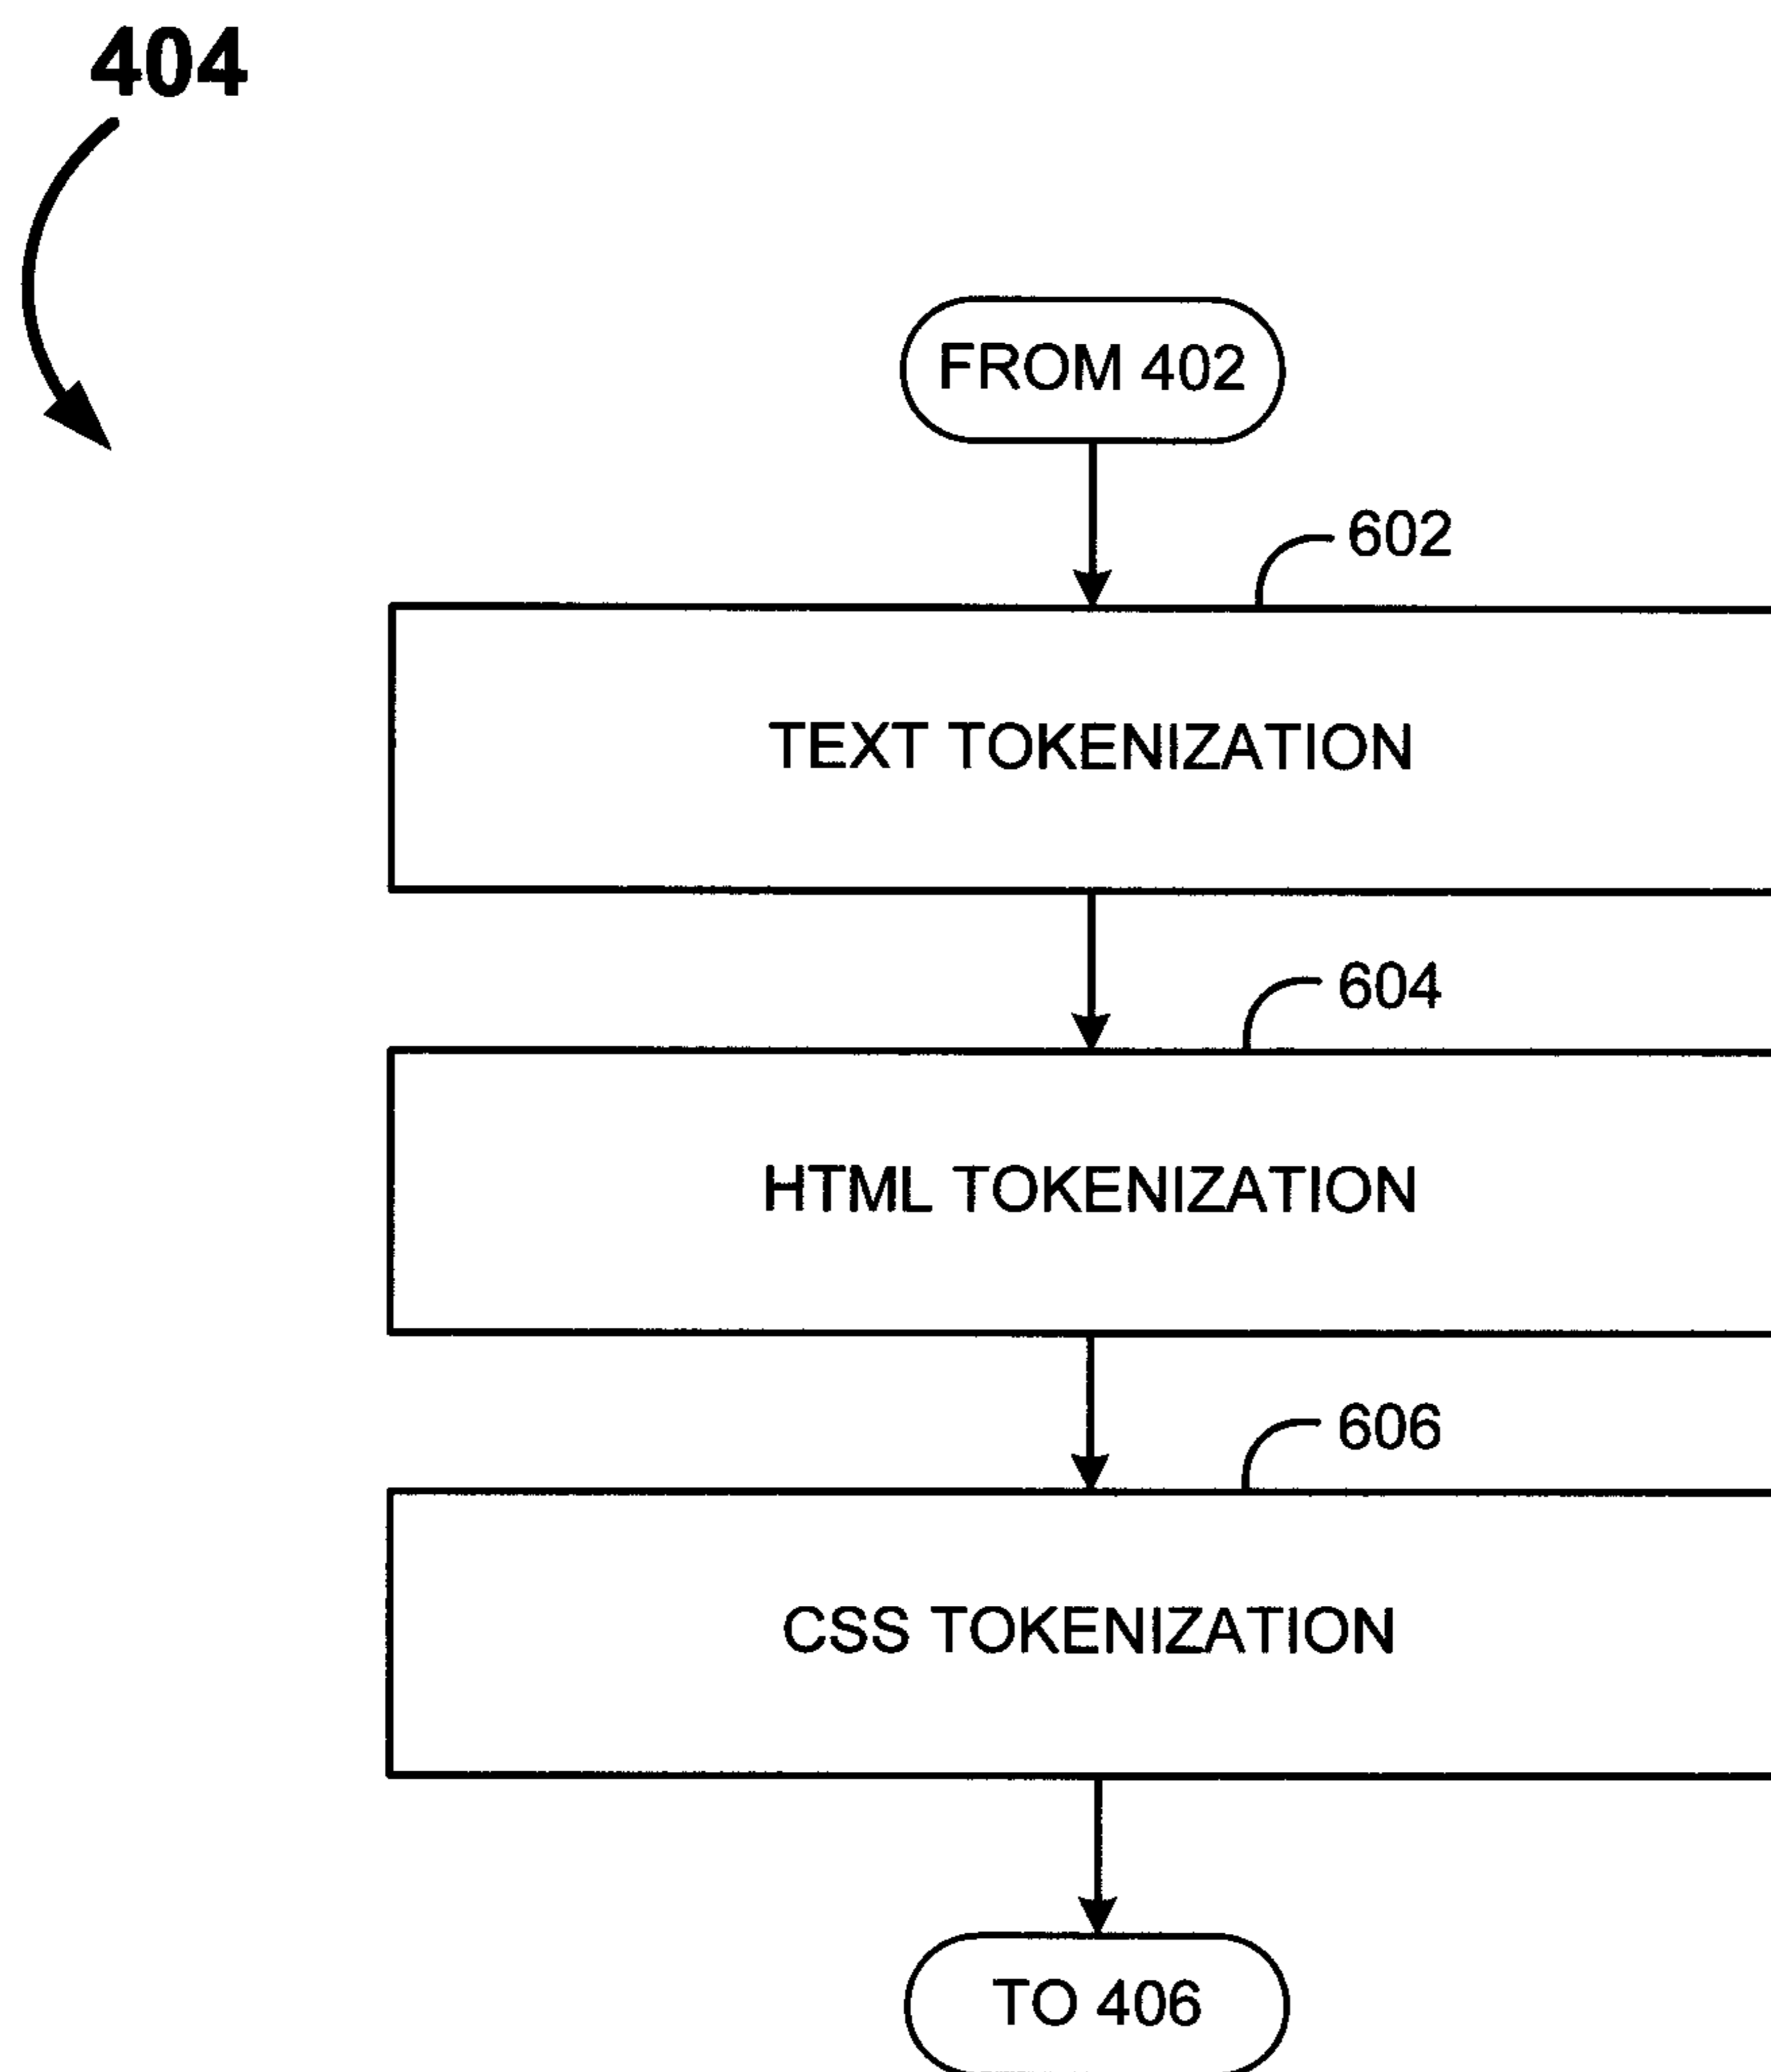 404
FROM 402
602
TEXT TOKENIZATION
604
HTML TOKENIZATION
606
CSS TOKENIZATION
TO 406